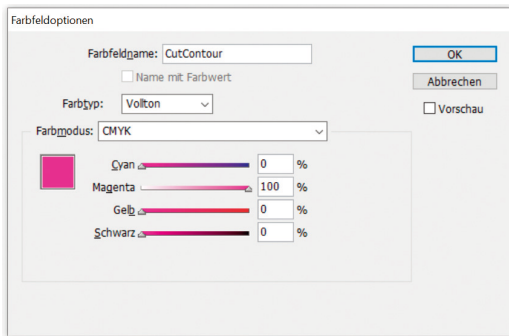 Farbfeldoptionen
Farbfeldname: CutContour
OK
Name mit Farbwert
Abbrechen
Farbtyp: Vollton
Vorschau
Farbmodus: CMYK
Cyan 0 %
Magenta 100 %
Gelb 0 %
Schwarz 0 %